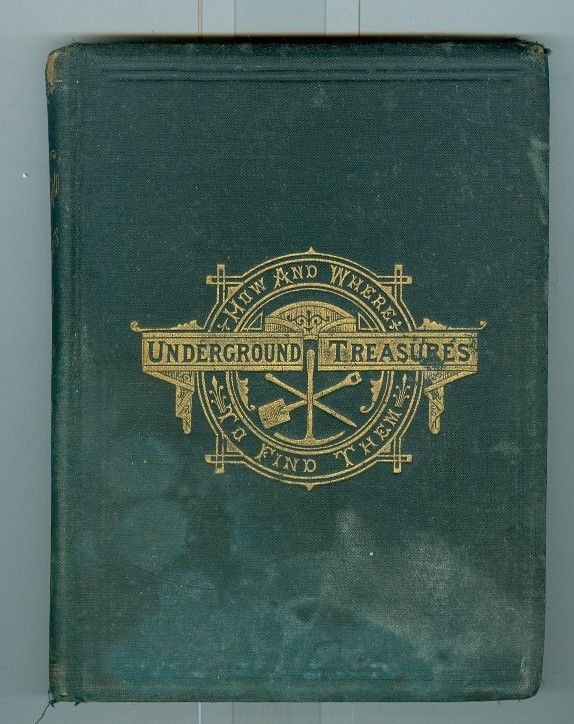 How And Where
UNDERGROUND TREASURES
To Find Them